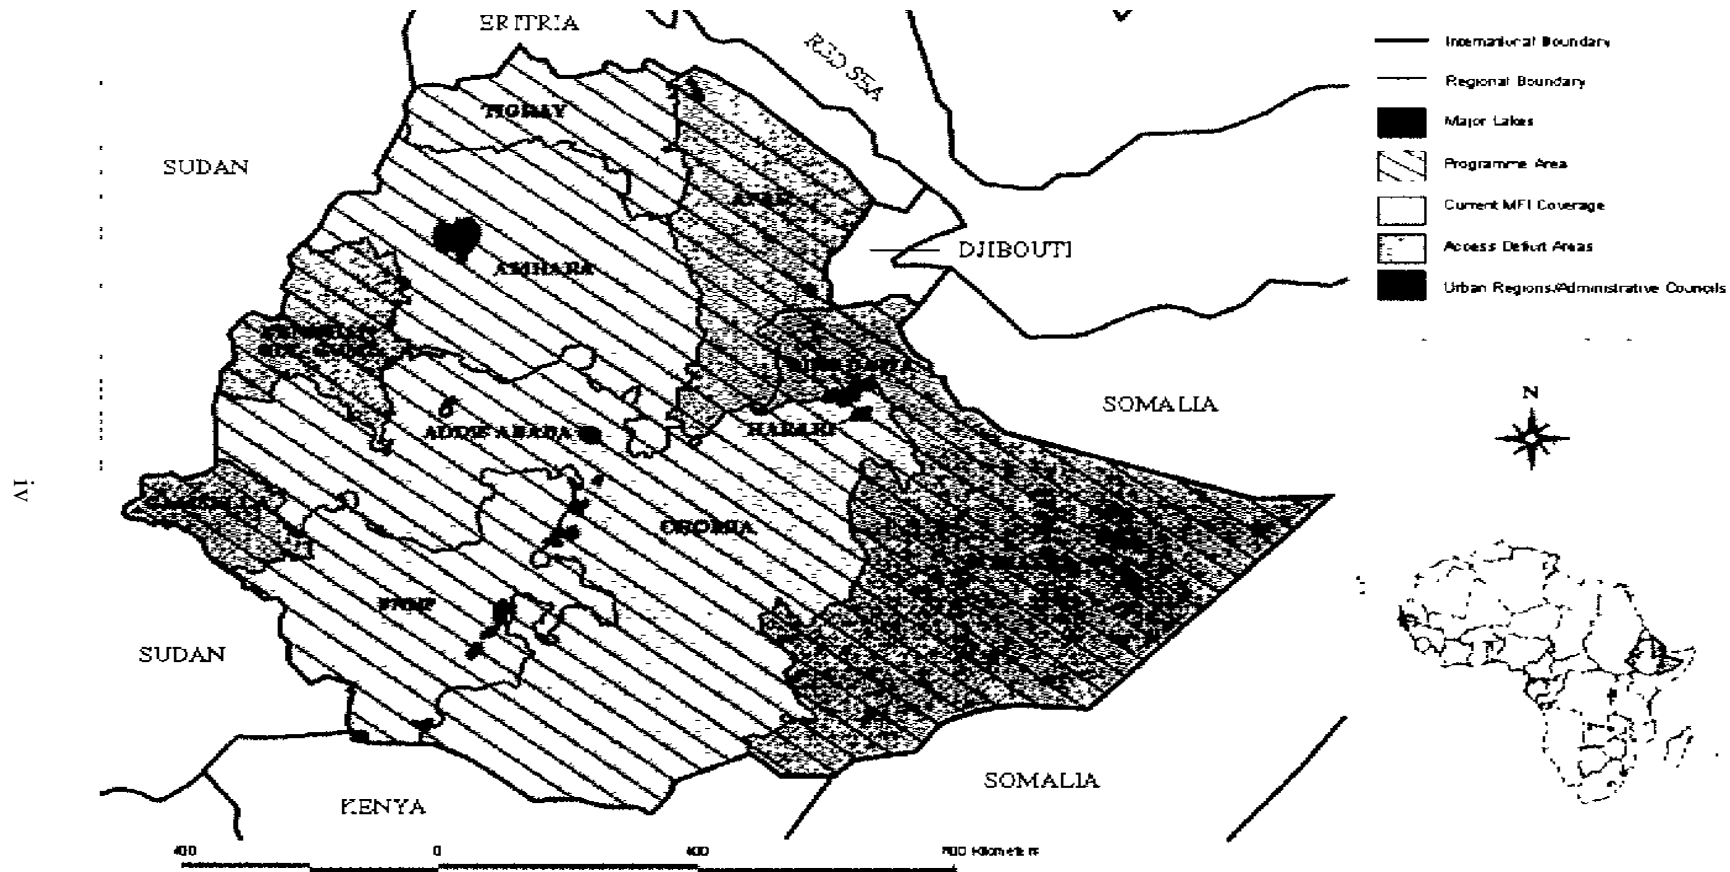 ERITRIA
RED SEA
International Boundary
Regional Boundary
Major Lakes
Programme Area
Current MFI Coverage
Access Deficit Areas
Urban Regions/Administrative Councils
TIGRAY
SUDAN
AFAR
AMHARA
DJIBOUTI
N
SOMALIA
ADDIS ABABA
HARARI
iv
OROMIA
SNNP
SUDAN
SOMALIA
KENYA
400 0 400 Kilometers